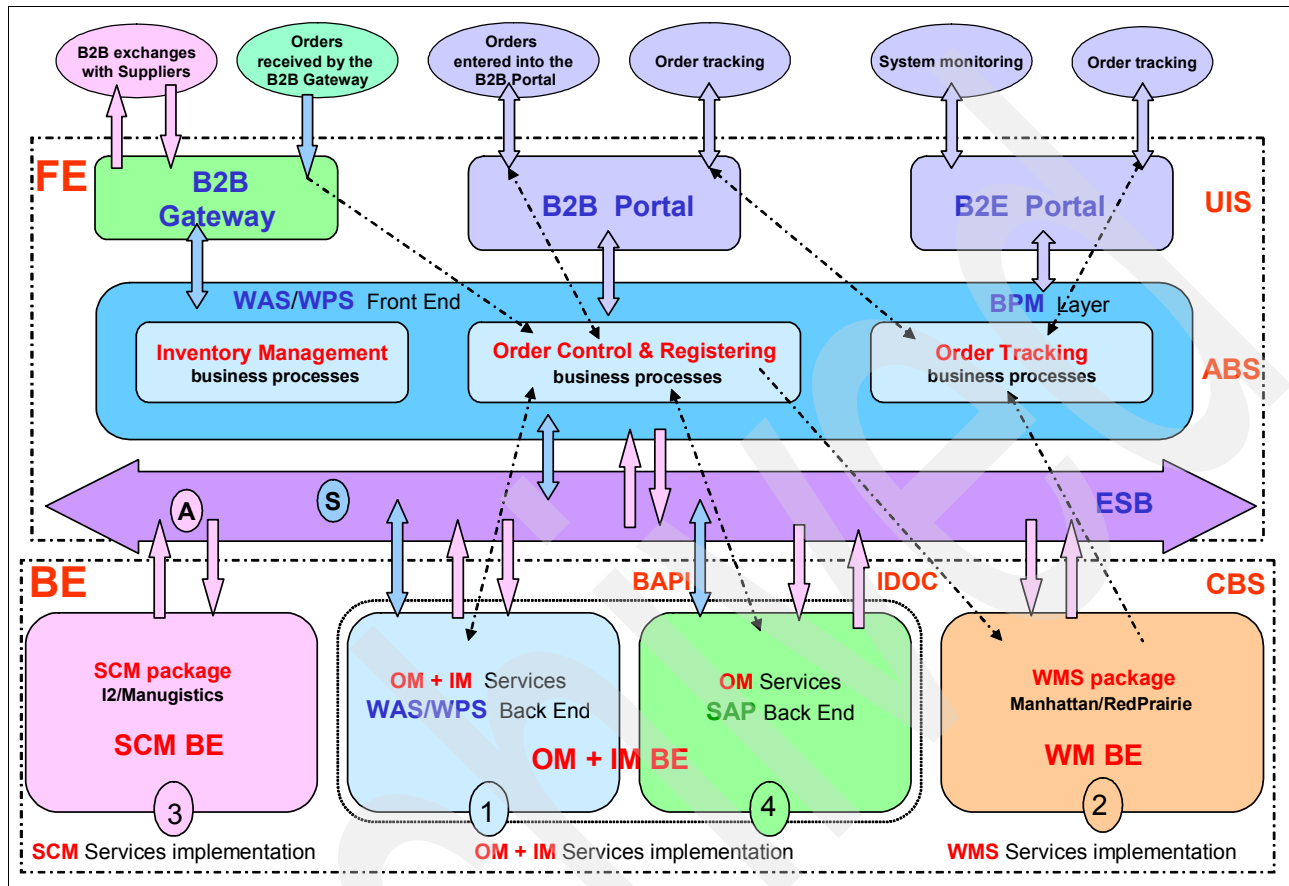 B2B exchanges
with Suppliers
Orders
received by the
B2B Gateway
Orders
entered into the
B2B Portal
Order tracking
System monitoring
Order tracking
FE
B2B
Gateway
B2B Portal
B2E Portal
UIS
WAS/WPS Front End
BPM Layer
Inventory Management
business processes
Order Control & Registering
business processes
Order Tracking
business processes
ABS
A
S
ESB
BE
BAPI
IDOC
CBS
SCM package
I2/Manugistics
SCM BE
3
OM + IM Services
WAS/WPS Back End
OM Services
SAP Back End
OM + IM BE
1
4
WMS package
Manhattan/RedPrairie
WM BE
2
SCM Services implementation
OM + IM Services implementation
WMS Services implementation